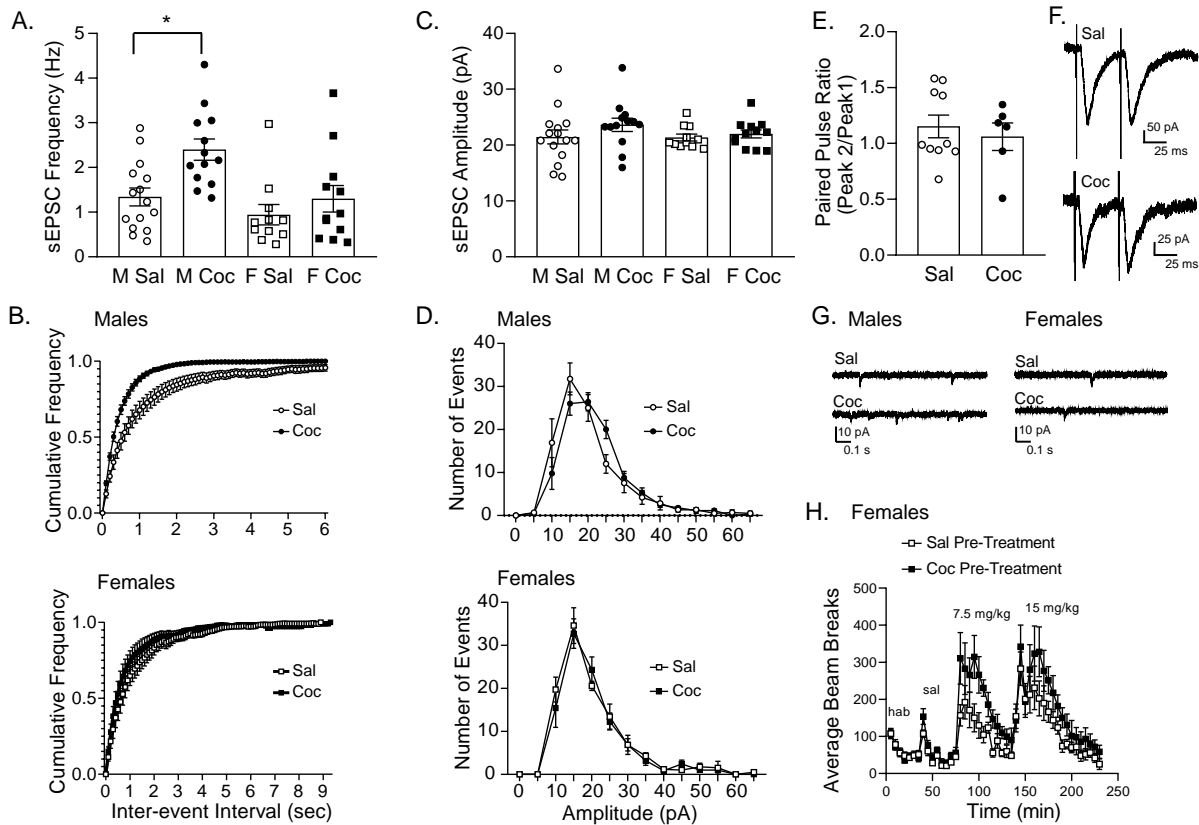 A.
*
sEPSC Frequency (Hz)
5
4
3
2
1
0
M Sal M Coc F Sal F Coc
C.
sEPSC Amplitude (pA)
40
30
20
10
0
M Sal M Coc F Sal F Coc
E.
Paired Pulse Ratio
(Peak 2/Peak1)
2.0
1.5
1.0
0.5
0.0
Sal Coc
F.
Sal
50 pA
25 ms
Coc
25 pA
25 ms
B.
Males
Cumulative Frequency
1.0
0.5
0.0
Sal
Coc
0 1 2 3 4 5 6
Females
Cumulative Frequency
1.0
0.5
0.0
Sal
Coc
0 1 2 3 4 5 6 7 8 9
Inter-event Interval (sec)
D.
Males
Number of Events
40
30
20
10
0
Sal
Coc
0 10 20 30 40 50 60
Females
Number of Events
40
30
20
10
0
Sal
Coc
0 10 20 30 40 50 60
Amplitude (pA)
G.
Males
Females
Sal
Coc
10 pA
0.1 s
Sal
Coc
10 pA
0.1 s
H.
Females
Sal Pre-Treatment
Coc Pre-Treatment
Average Beam Breaks
500
400
300
200
100
0
hab
sal
7.5 mg/kg
15 mg/kg
0 50 100 150 200 250
Time (min)